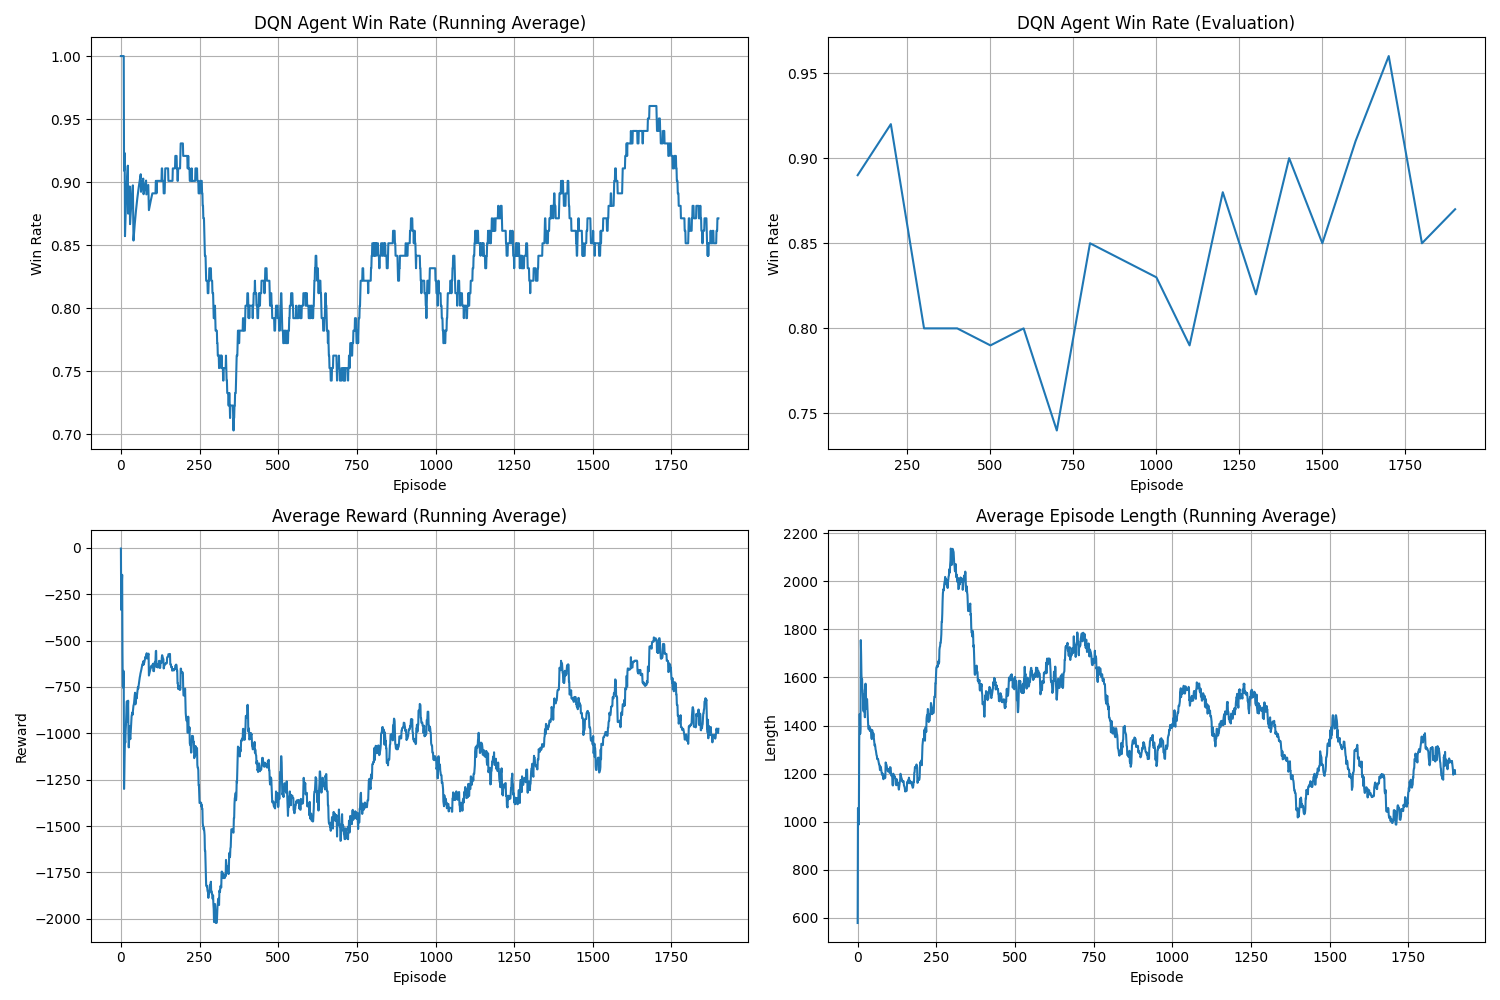 DQN Agent Win Rate (Running Average)
1.00
0.95
0.90
0.85
0.80
0.75
0.70
Win Rate
0 250 500 750 1000 1250 1500 1750
Episode
DQN Agent Win Rate (Evaluation)
0.95
0.90
0.85
0.80
0.75
Win Rate
250 500 750 1000 1250 1500 1750
Episode
Average Reward (Running Average)
0
−250
−500
−750
−1000
−1250
−1500
−1750
−2000
Reward
0 250 500 750 1000 1250 1500 1750
Episode
Average Episode Length (Running Average)
2200
2000
1800
1600
1400
1200
1000
800
600
Length
0 250 500 750 1000 1250 1500 1750
Episode